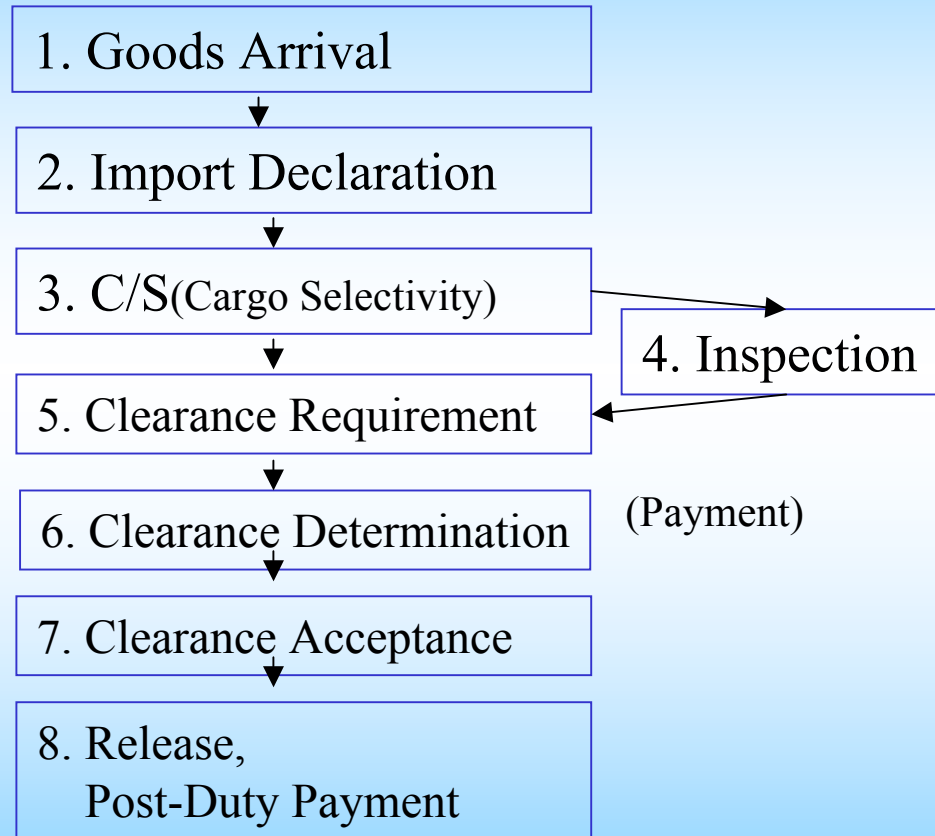 1. Goods Arrival
2. Import Declaration
3. C/S(Cargo Selectivity)
4. Inspection
5. Clearance Requirement
6. Clearance Determination
(Payment)
7. Clearance Acceptance
8. Release,
Post-Duty Payment